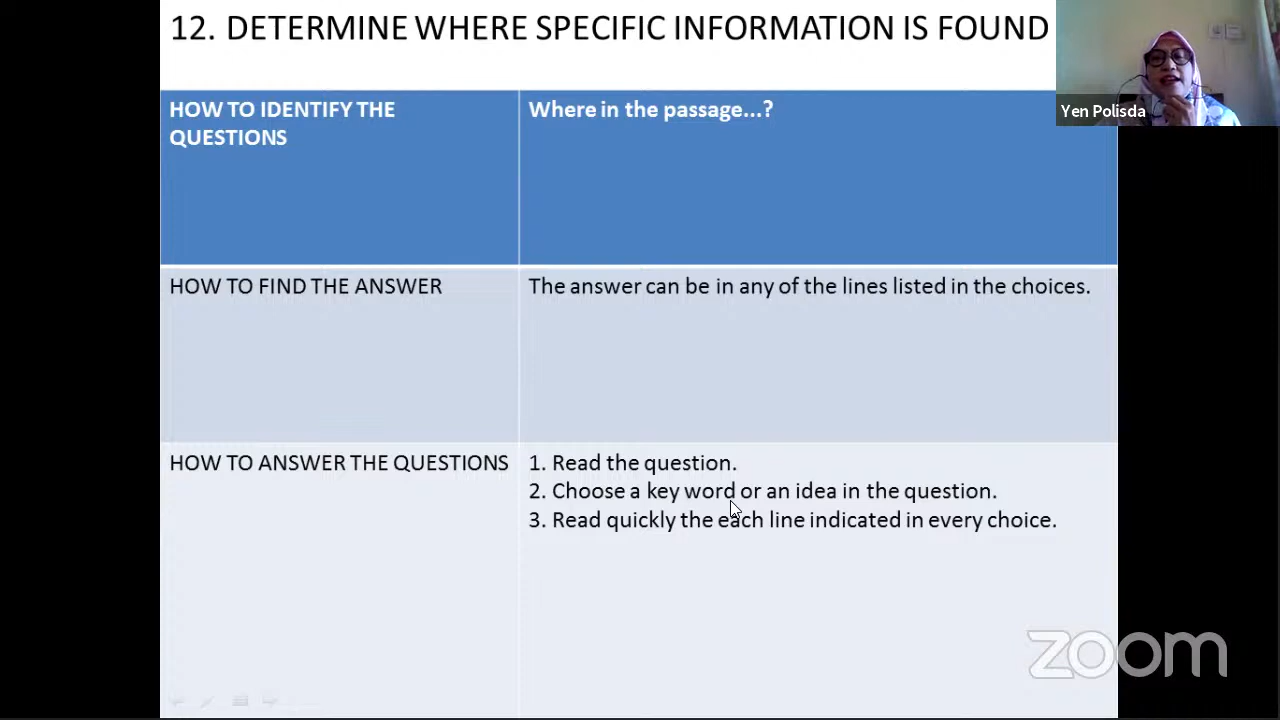 12. DETERMINE WHERE SPECIFIC INFORMATION IS FOUND
Yen Polisda
HOW TO IDENTIFY THE
QUESTIONS
Where in the passage...?
HOW TO FIND THE ANSWER
The answer can be in any of the lines listed in the choices.
HOW TO ANSWER THE QUESTIONS
1. Read the question.
2. Choose a key word or an idea in the question.
3. Read quickly the each line indicated in every choice.
zoom